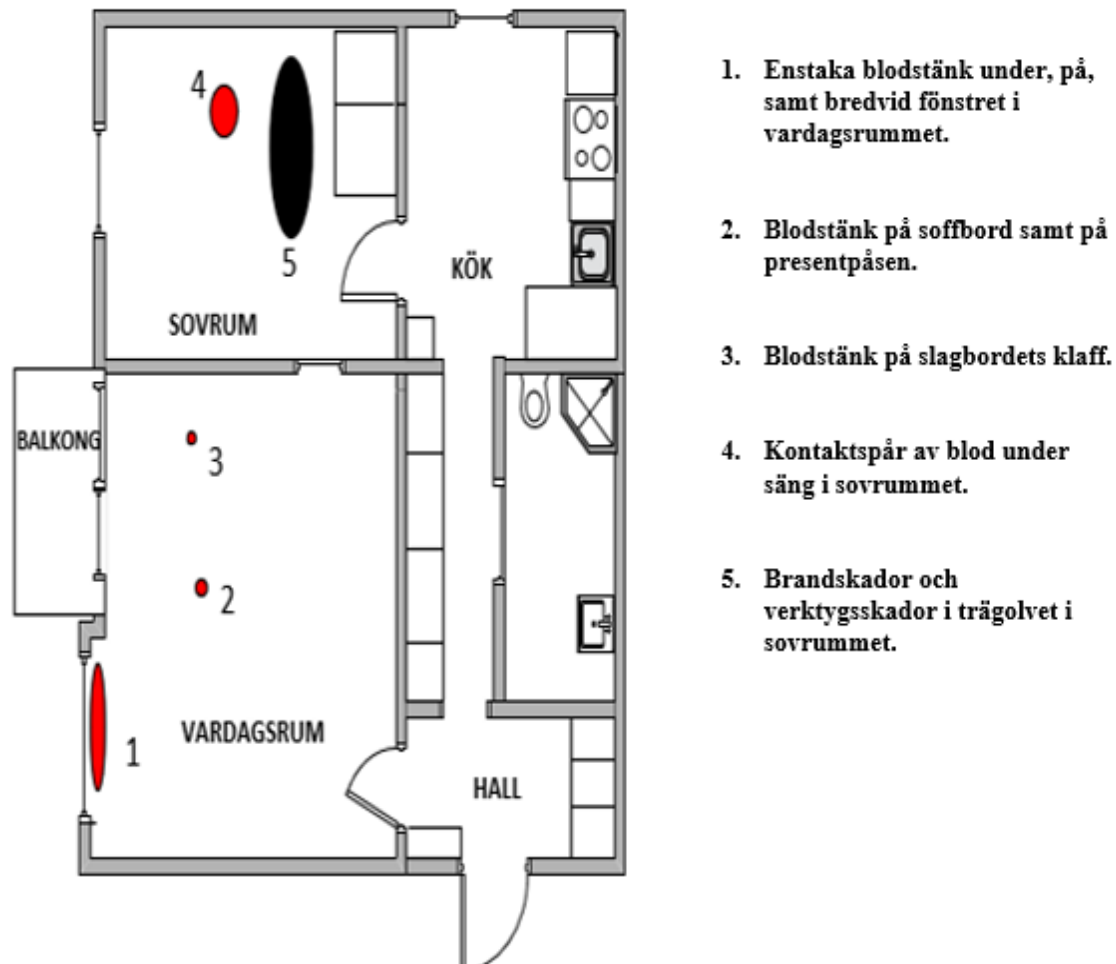 4
5
KÖK
SOVRUM
BALKONG
3
2
1
VARDAGSRUM
HALL
1. Enstaka blodstänk under, på,
samt bredvid fönstret i
vardagsrummet.
2. Blodstänk på soffbord samt på
presentpåsen.
3. Blodstänk på slagbordets klaff.
4. Kontaktspår av blod under
säng i sovrummet.
5. Brandskador och
verktygsskador i trägolvet i
sovrummet.